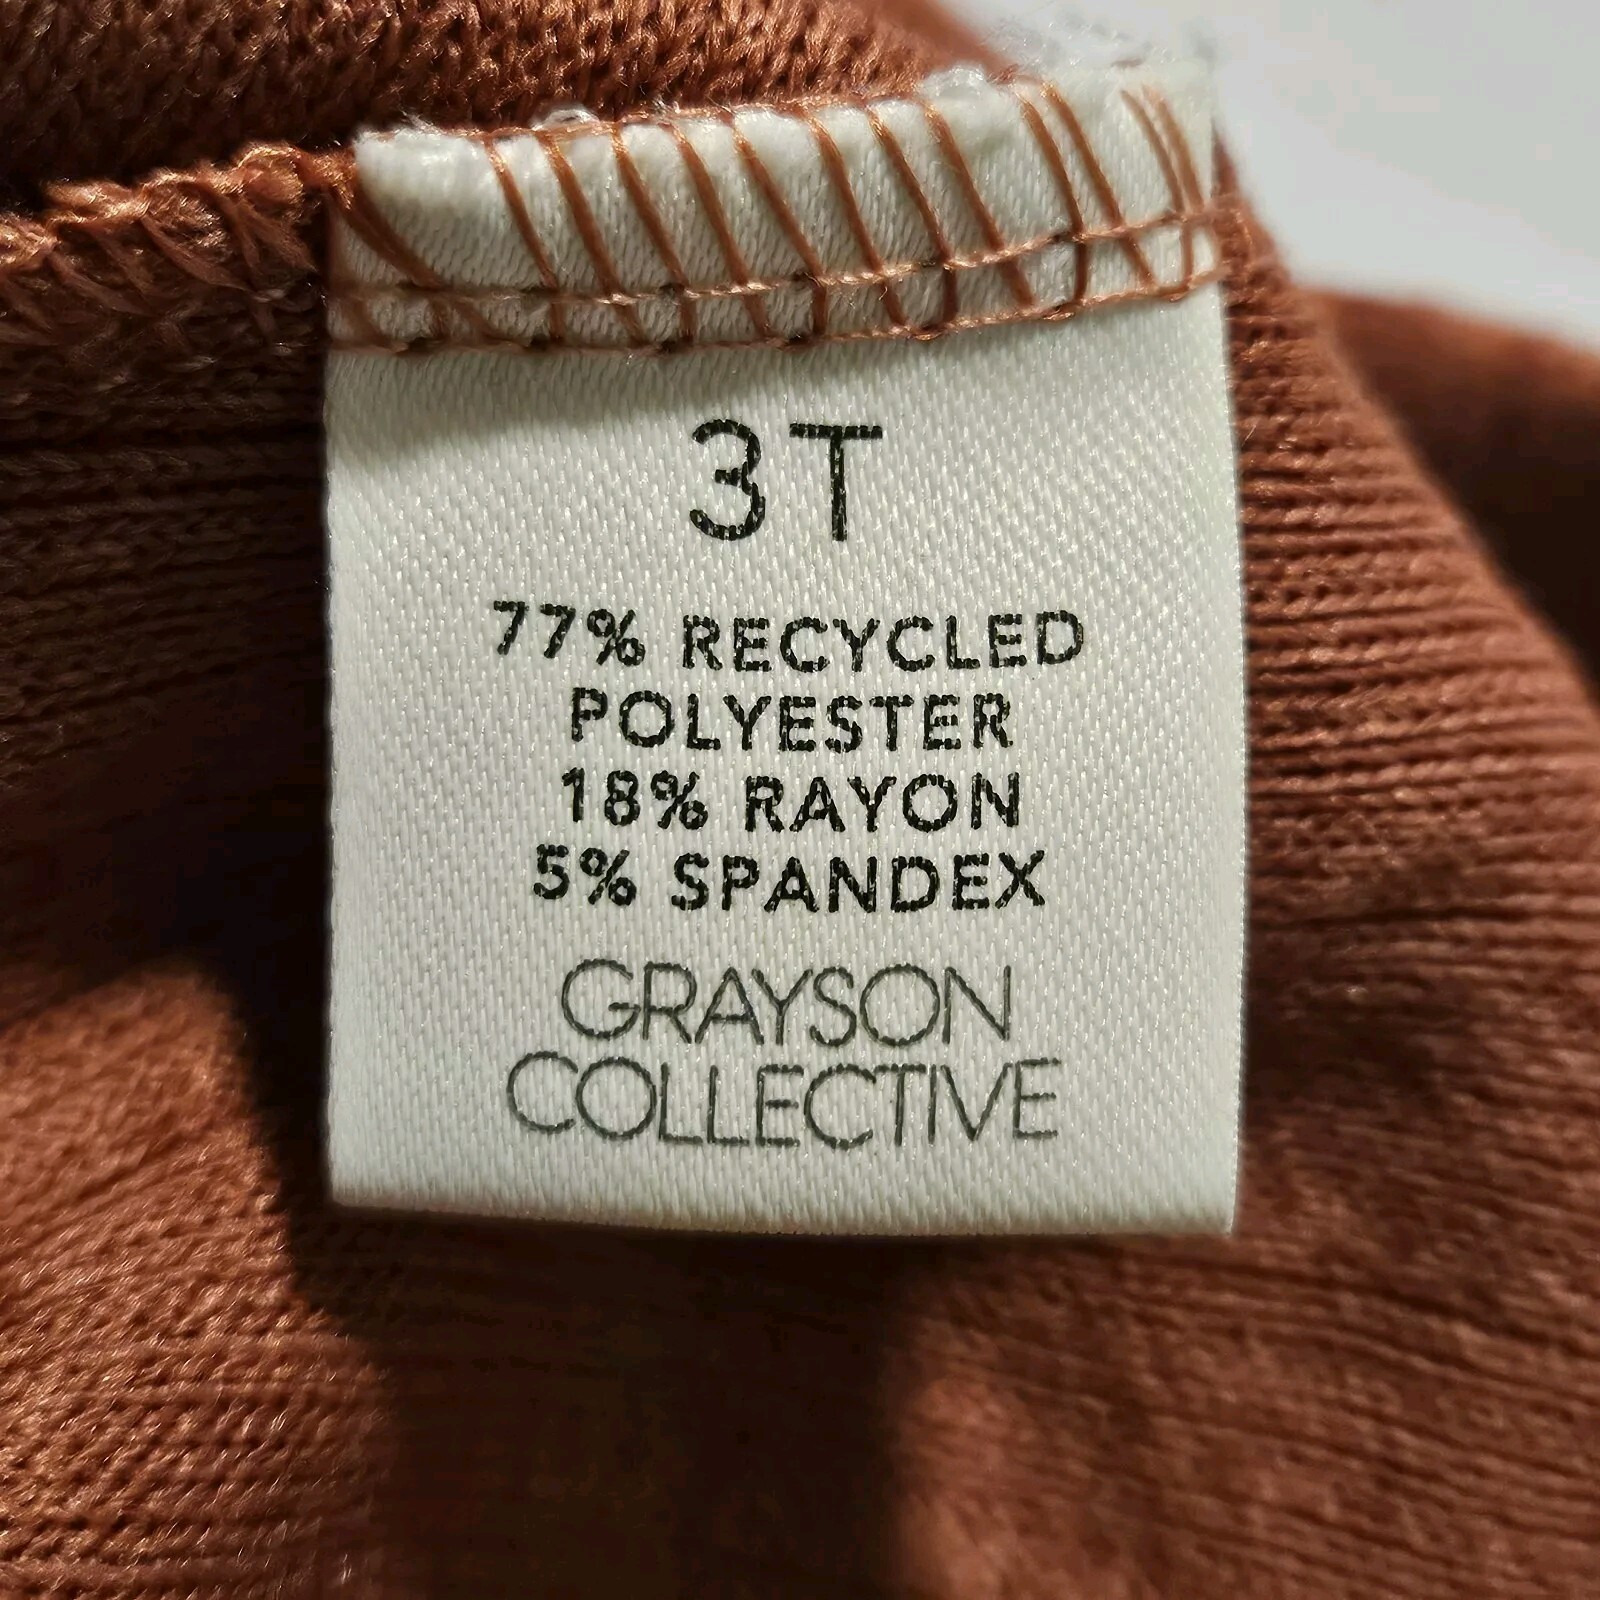 3T
77% RECYCLED
POLYESTER
18% RAYON
5% SPANDEX
GRAYSON
COLLECTIVE